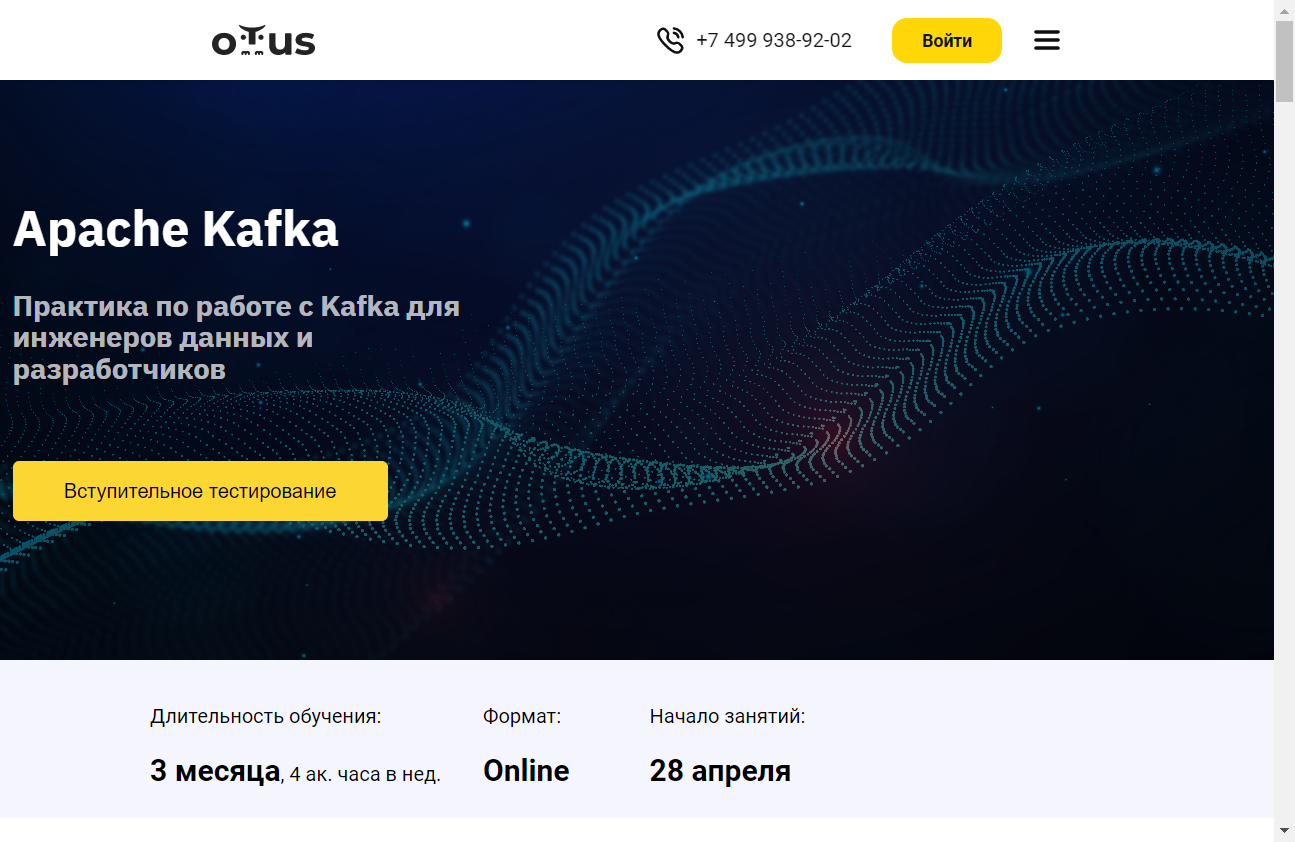 OTUS
+7 499 938-92-02
Войти
Apache Kafka
Практика по работе с Kafka для
инженеров данных и
разработчиков
Вступительное тестирование
Длительность обучения:
Формат:
Начало занятий:
3 месяца, 4 ак. часа в нед.
Online
28 апреля